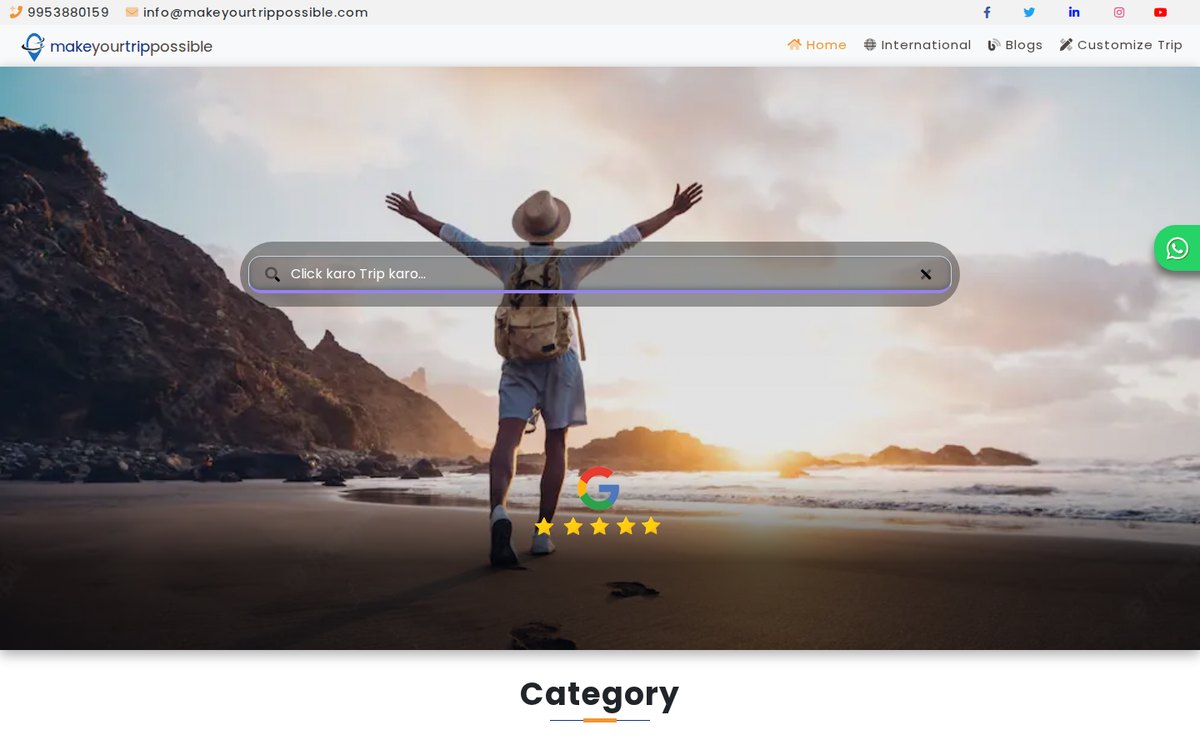 9953880159 info@makeyourtrippossible.com
makeyourtrippossible
Home International Blogs Customize Trip
Click karo Trip karo...
Category